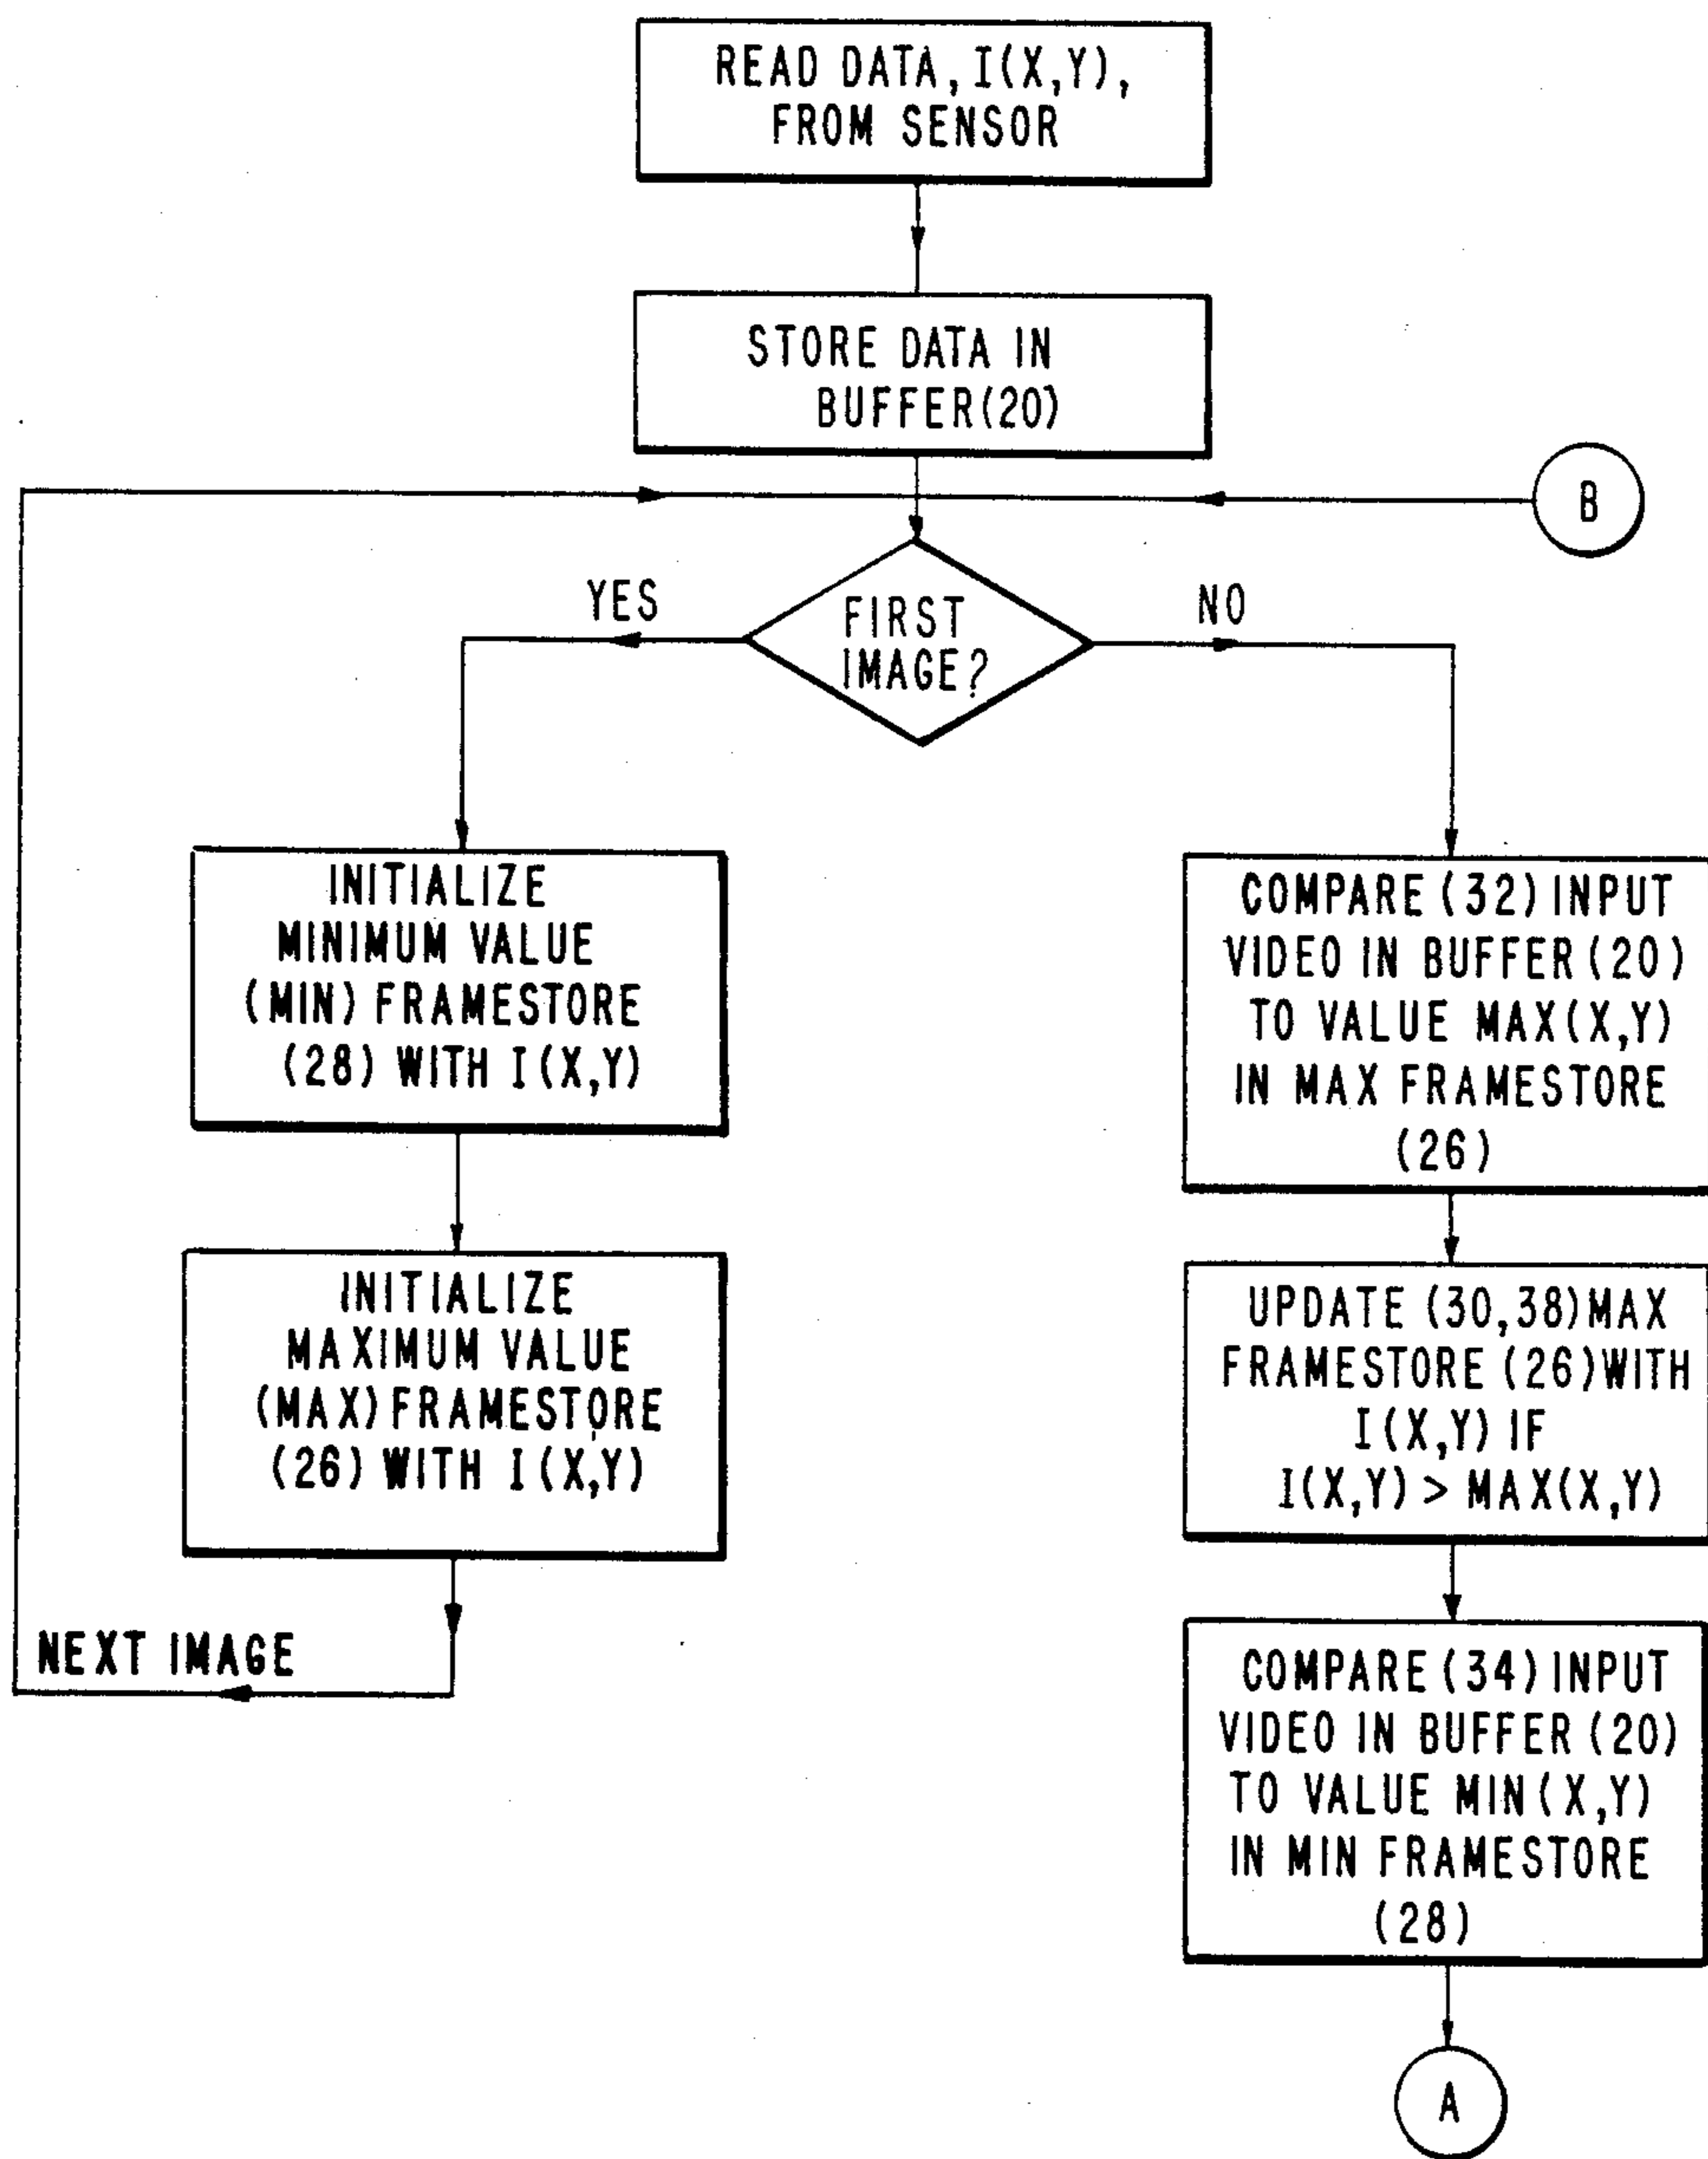 READ DATA, I(X,Y),
FROM SENSOR
STORE DATA IN
BUFFER(20)
B
YES
FIRST
IMAGE?
NO
INITIALIZE
MINIMUM VALUE
(MIN) FRAMESTORE
(28) WITH I(X,Y)
INITIALIZE
MAXIMUM VALUE
(MAX) FRAMESTORE
(26) WITH I(X,Y)
NEXT IMAGE
COMPARE (32) INPUT
VIDEO IN BUFFER (20)
TO VALUE MAX(X,Y)
IN MAX FRAMESTORE
(26)
UPDATE (30,38) MAX
FRAMESTORE (26) WITH
I(X,Y) IF
I(X,Y) > MAX(X,Y)
COMPARE (34) INPUT
VIDEO IN BUFFER (20)
TO VALUE MIN(X,Y)
IN MIN FRAMESTORE
(28)
A